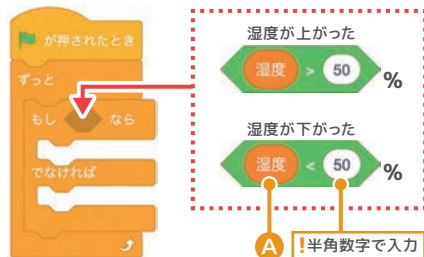 が押されたとき
ずっと
もし なら
でなければ
湿度が上がった
湿度 > 50 %
湿度が下がった
湿度 < 50 %
A
!半角数字で入力